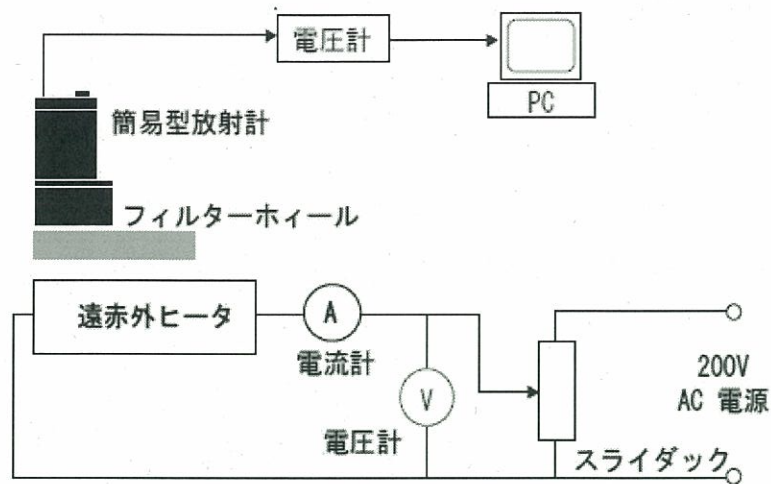 電圧計
PC
簡易型放射計
フィルターホィール
遠赤外ヒータ
A
電流計
V
電圧計
200V
AC 電源
スライダック